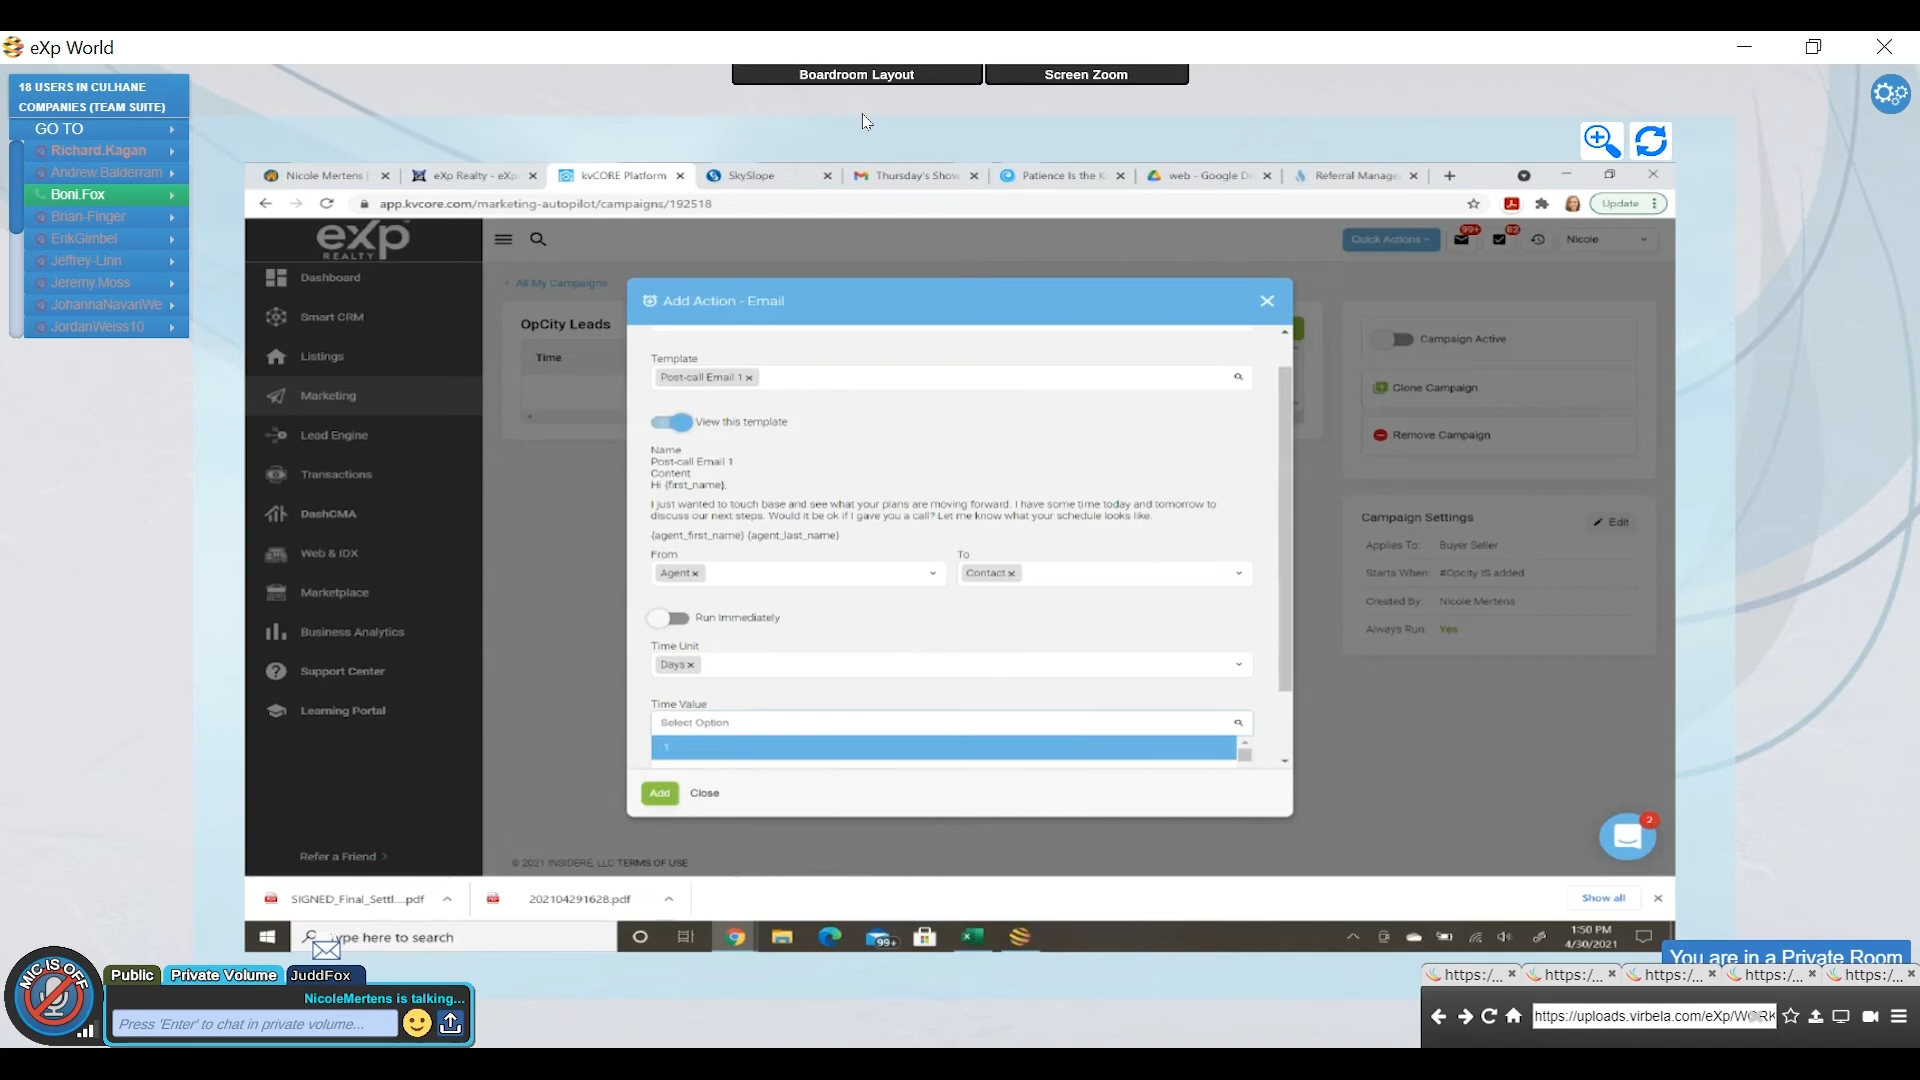 eXp World
Boardroom Layout
Screen Zoom
18 USERS IN CULHANE
COMPANIES (TEAM SUITE)
GO TO
Richard.Kagan
Andrew.Balderram
Boni.Fox
Brian-Finger
ErikGimbel
Jeffrey-Linn
Jeremy.Moss
JohannaNavarlWe
JordanWeiss10
Nicole Mertens
eXp Realty - eXp
kvCORE Platform
SkySlope
Thursday's Show
Patience Is the K
web - Google D
Referral Manage
app.kvcore.com/marketing-autopilot/campaigns/192518
Update
eXp
REALTY
Quick Actions
99+
82
Nicole
Dashboard
Smart CRM
Listings
Marketing
Lead Engine
Transactions
DashCMA
Web & IDX
Marketplace
Business Analytics
Support Center
Learning Portal
Refer a Friend >
‹ All My Campaigns
OpCity Leads
Time
Add Action - Email
Template
Post-call Email 1 ×
View this template
Name
Post-call Email 1
Content
Hi {first_name},
I just wanted to touch base and see what your plans are moving forward. I have some time today and tomorrow to
discuss our next steps. Would it be ok if I gave you a call? Let me know what your schedule looks like.
{agent_first_name} {agent_last_name}
From
To
Agent ×
Contact ×
Run Immediately
Time Unit
Days ×
Time Value
Select Option
1
Add
Close
Campaign Active
Clone Campaign
Remove Campaign
Campaign Settings
Edit
Applies To: Buyer Seller
Starts When: #Opcity IS added
Created By: Nicole Mertens
Always Run: Yes
2
© 2021 INSIDERE, LLC TERMS OF USE
SIGNED_Final_Settl....pdf
202104291628.pdf
Show all
ype here to search
99+
1:50 PM
4/30/2021
You are in a Private Room
MIC IS OFF
Public
Private Volume
JuddFox
NicoleMertens is talking...
Press 'Enter' to chat in private volume...
https:/...
https:/...
https:/...
https:/...
https:/...
https://uploads.virbela.com/eXp/W